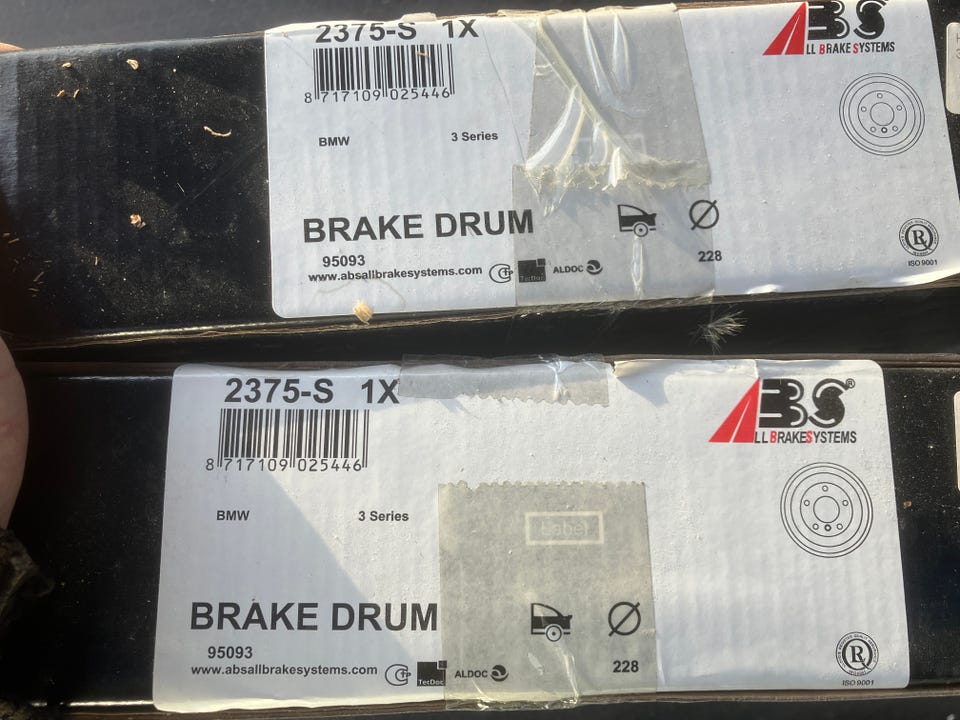 2375-S 1X
ABS
ALL BRAKE SYSTEMS
8 717109 025446
BMW 3 Series
BRAKE DRUM
95093
228
www.absallbrakesystems.com
TecDoc
ALDOC
R
ISO 9001
2375-S 1X
ABS®
ALL BRAKE SYSTEMS
8 717109 025446
BMW 3 Series
BRAKE DRUM
95093
228
www.absallbrakesystems.com
TecDoc
ALDOC
R
ISO 9001